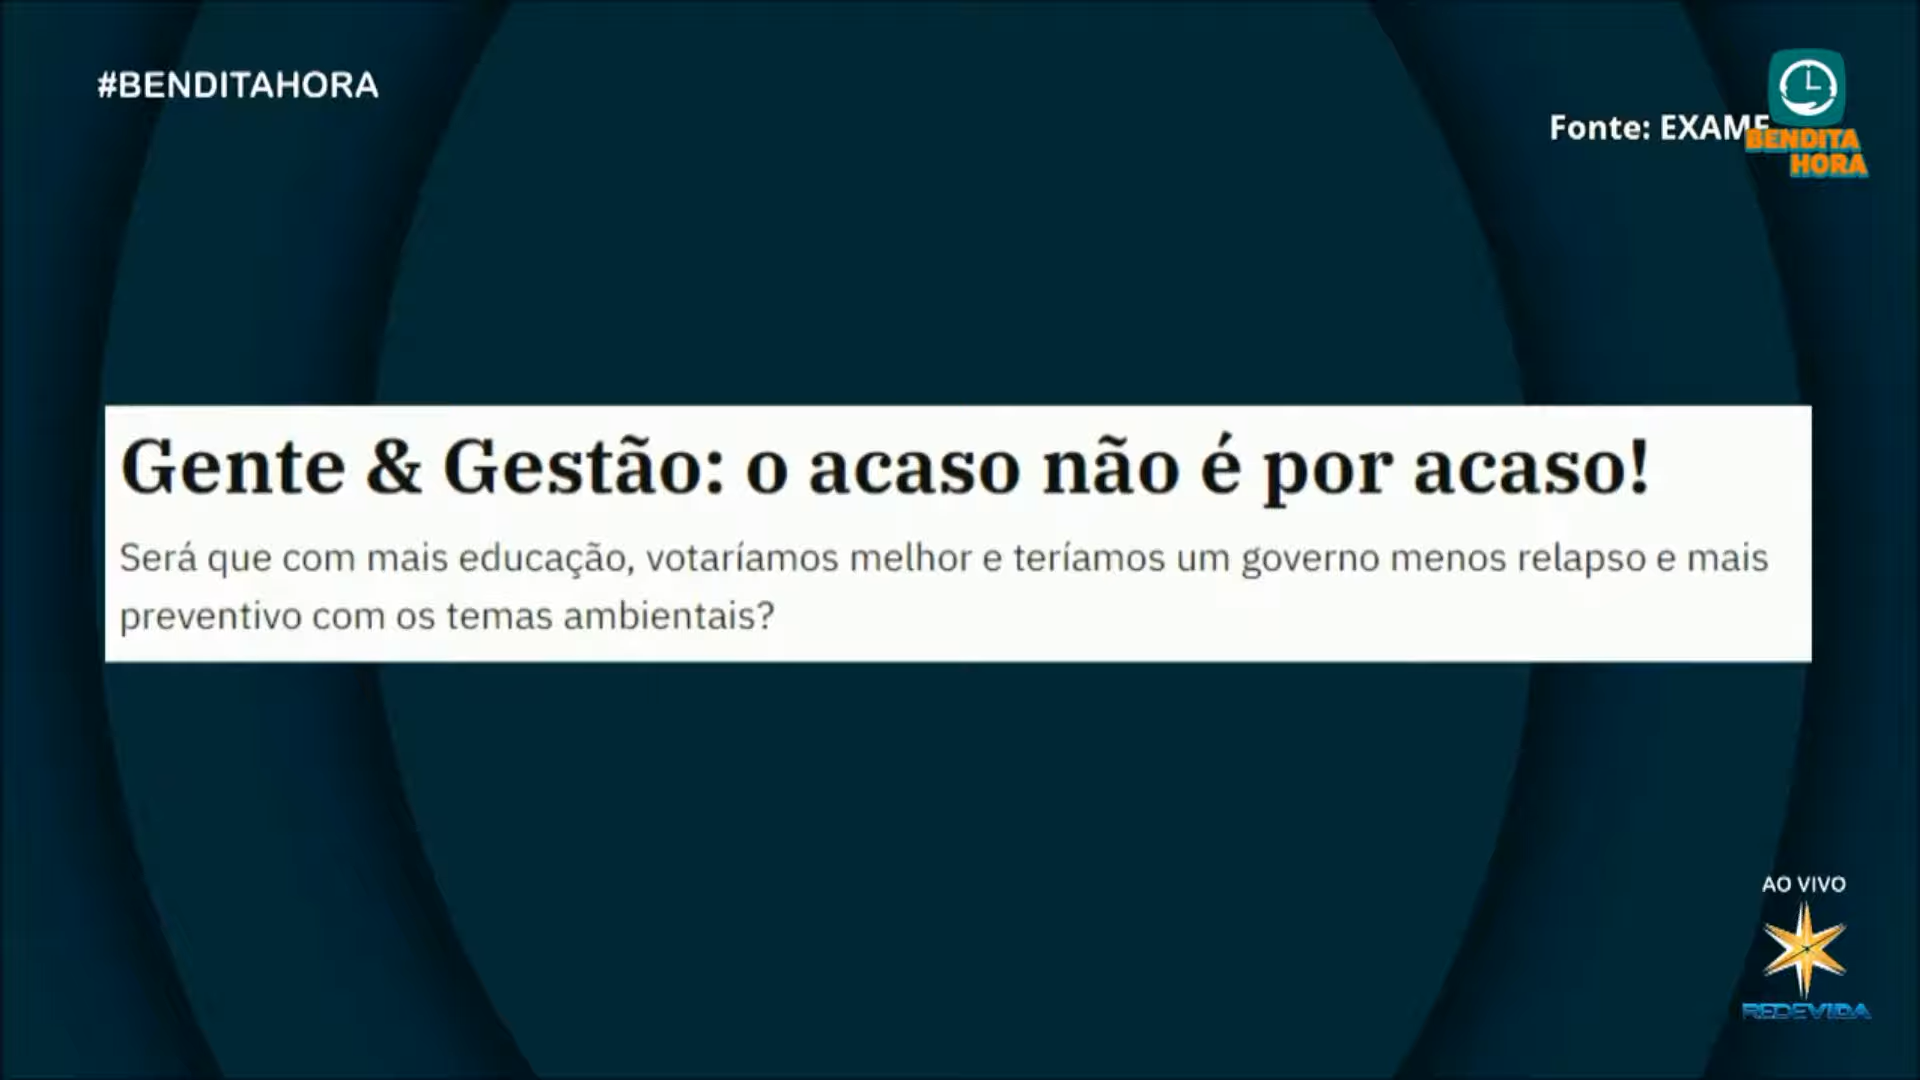 #BENDITAHORA
Fonte: EXAME
BENDITA
HORA
Gente & Gestão: o acaso não é por acaso!
Será que com mais educação, votaríamos melhor e teríamos um governo menos relapso e mais
preventivo com os temas ambientais?
AO VIVO
REDEVIDA